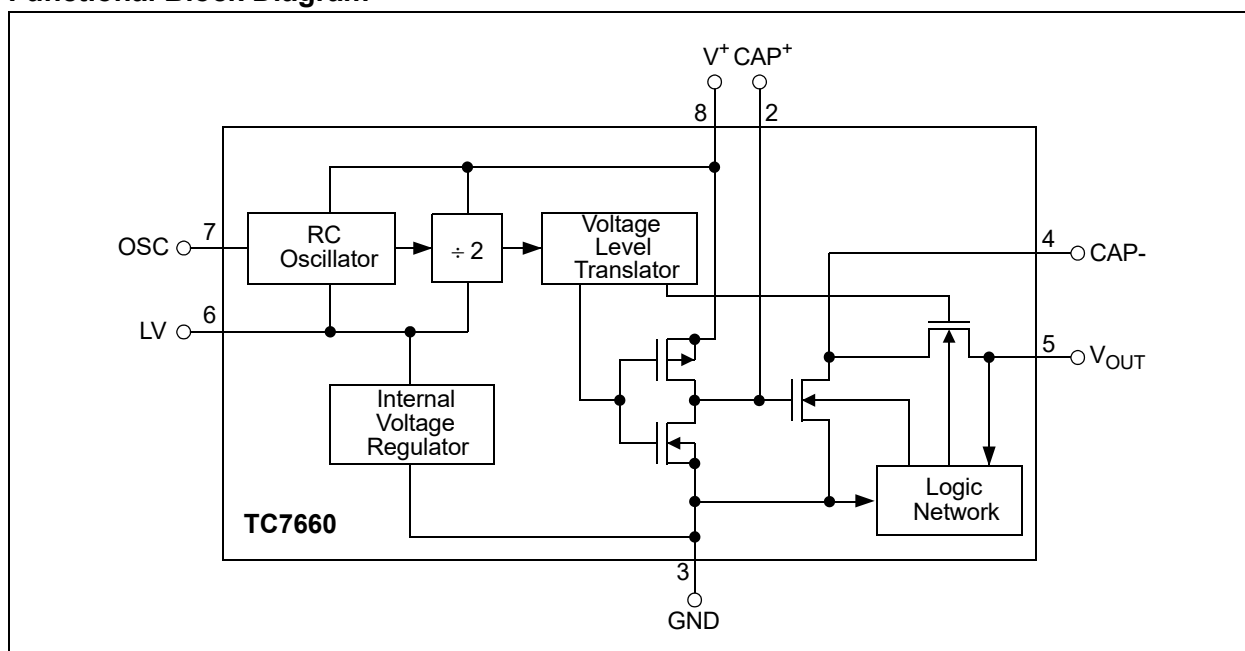 Functional Block Diagram
V+ CAP+
8 2
RC
Oscillator
÷ 2
Voltage
Level
Translator
OSC 7
4 CAP-
LV 6
5 VOUT
Internal
Voltage
Regulator
Logic
Network
TC7660
3
GND